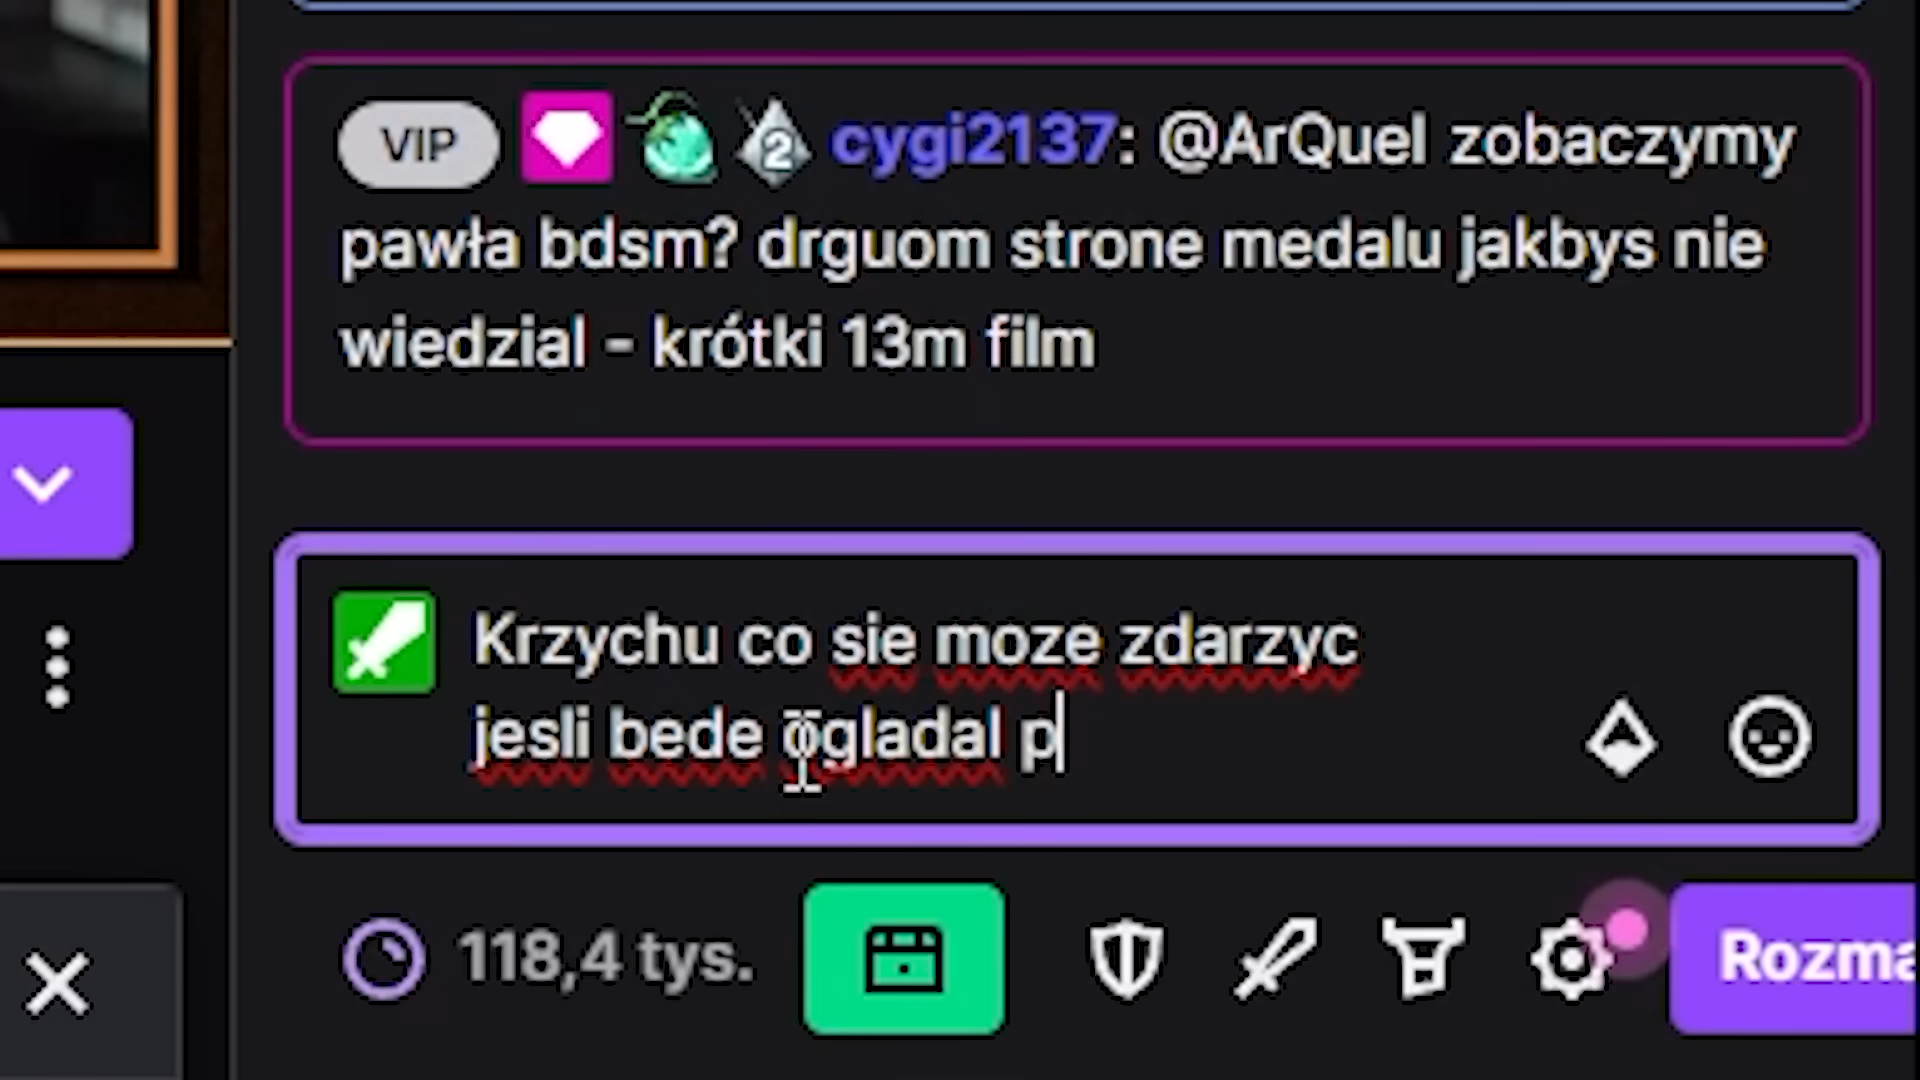 VIP 2 cygi2137: @ArQuel zobaczymy
pawła bdsm? drguom strone medalu jakbys nie
wiedzial - krótki 13m film
Krzychu co sie moze zdarzyc
jesli bede ogladal p
118,4 tys.
Rozma